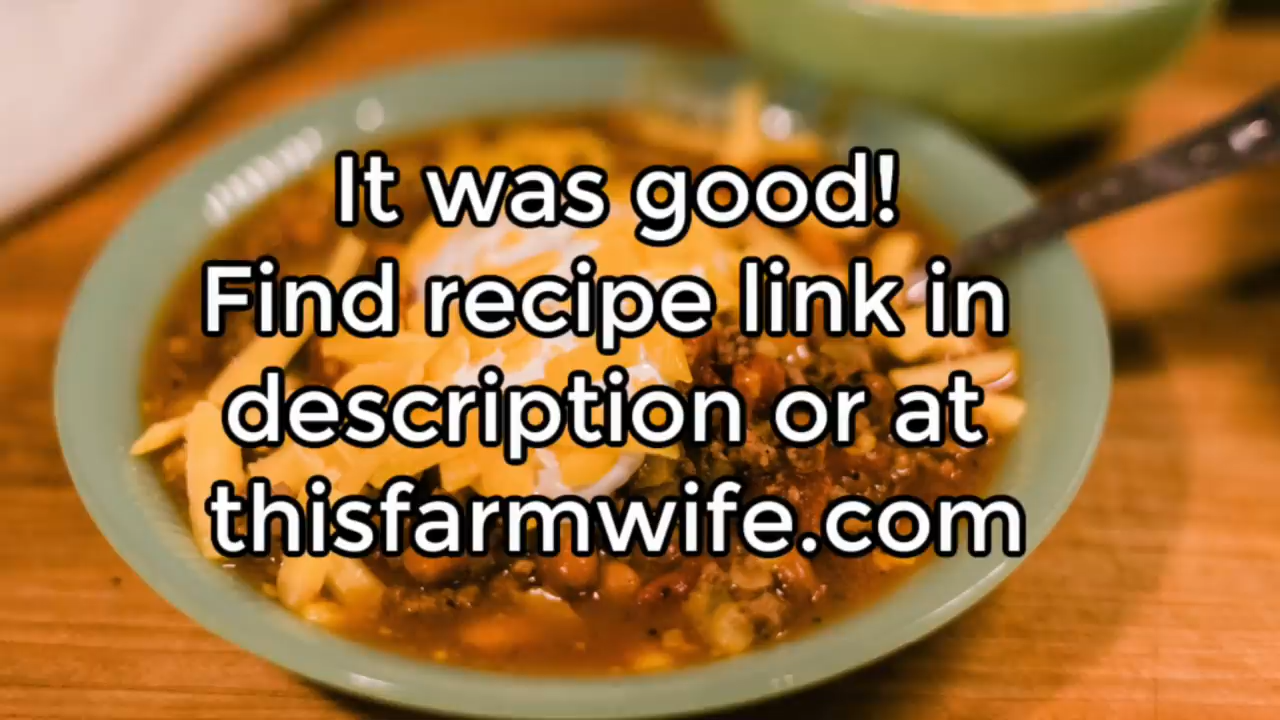 It was good!
Find recipe link in
description or at
thisfarmwife.com